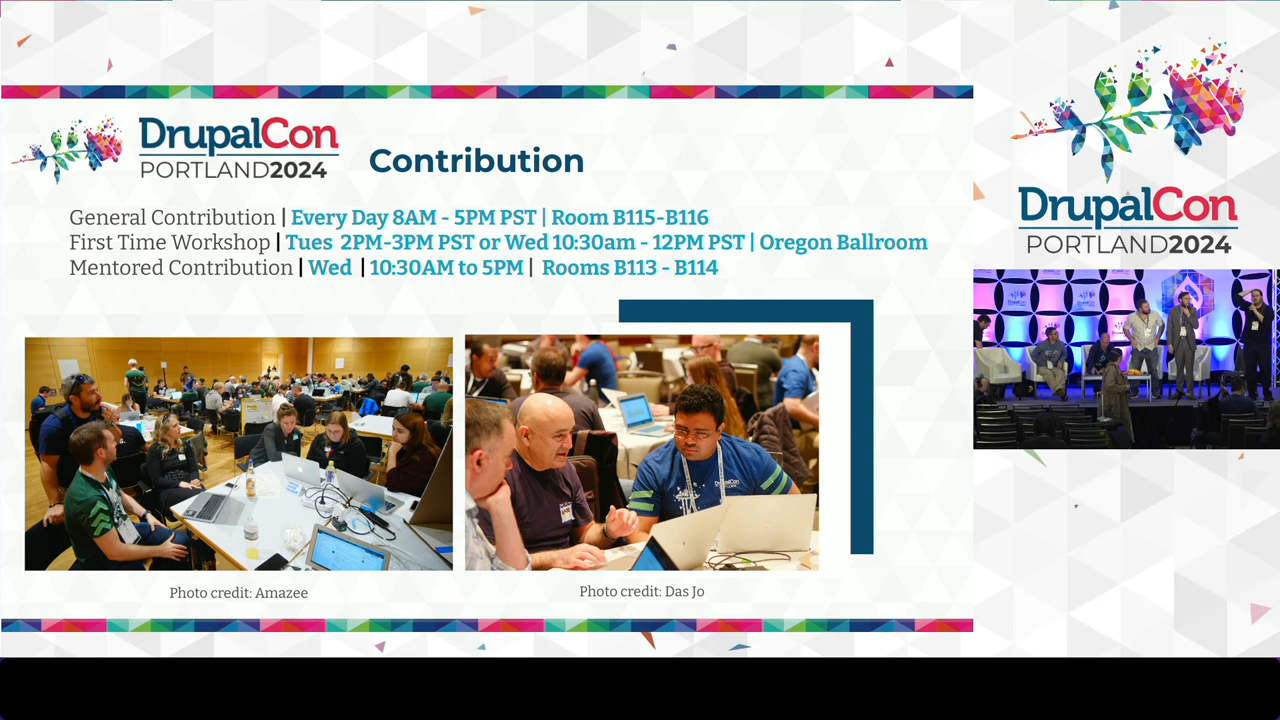 DrupalCon
PORTLAND2024
Contribution
General Contribution | Every Day 8AM - 5PM PST | Room B115-B116
First Time Workshop | Tues 2PM-3PM PST or Wed 10:30am - 12PM PST | Oregon Ballroom
Mentored Contribution | Wed | 10:30AM to 5PM | Rooms B113 - B114
Photo credit: Amazee
Photo credit: Das Jo
DrupalCon
PORTLAND2024